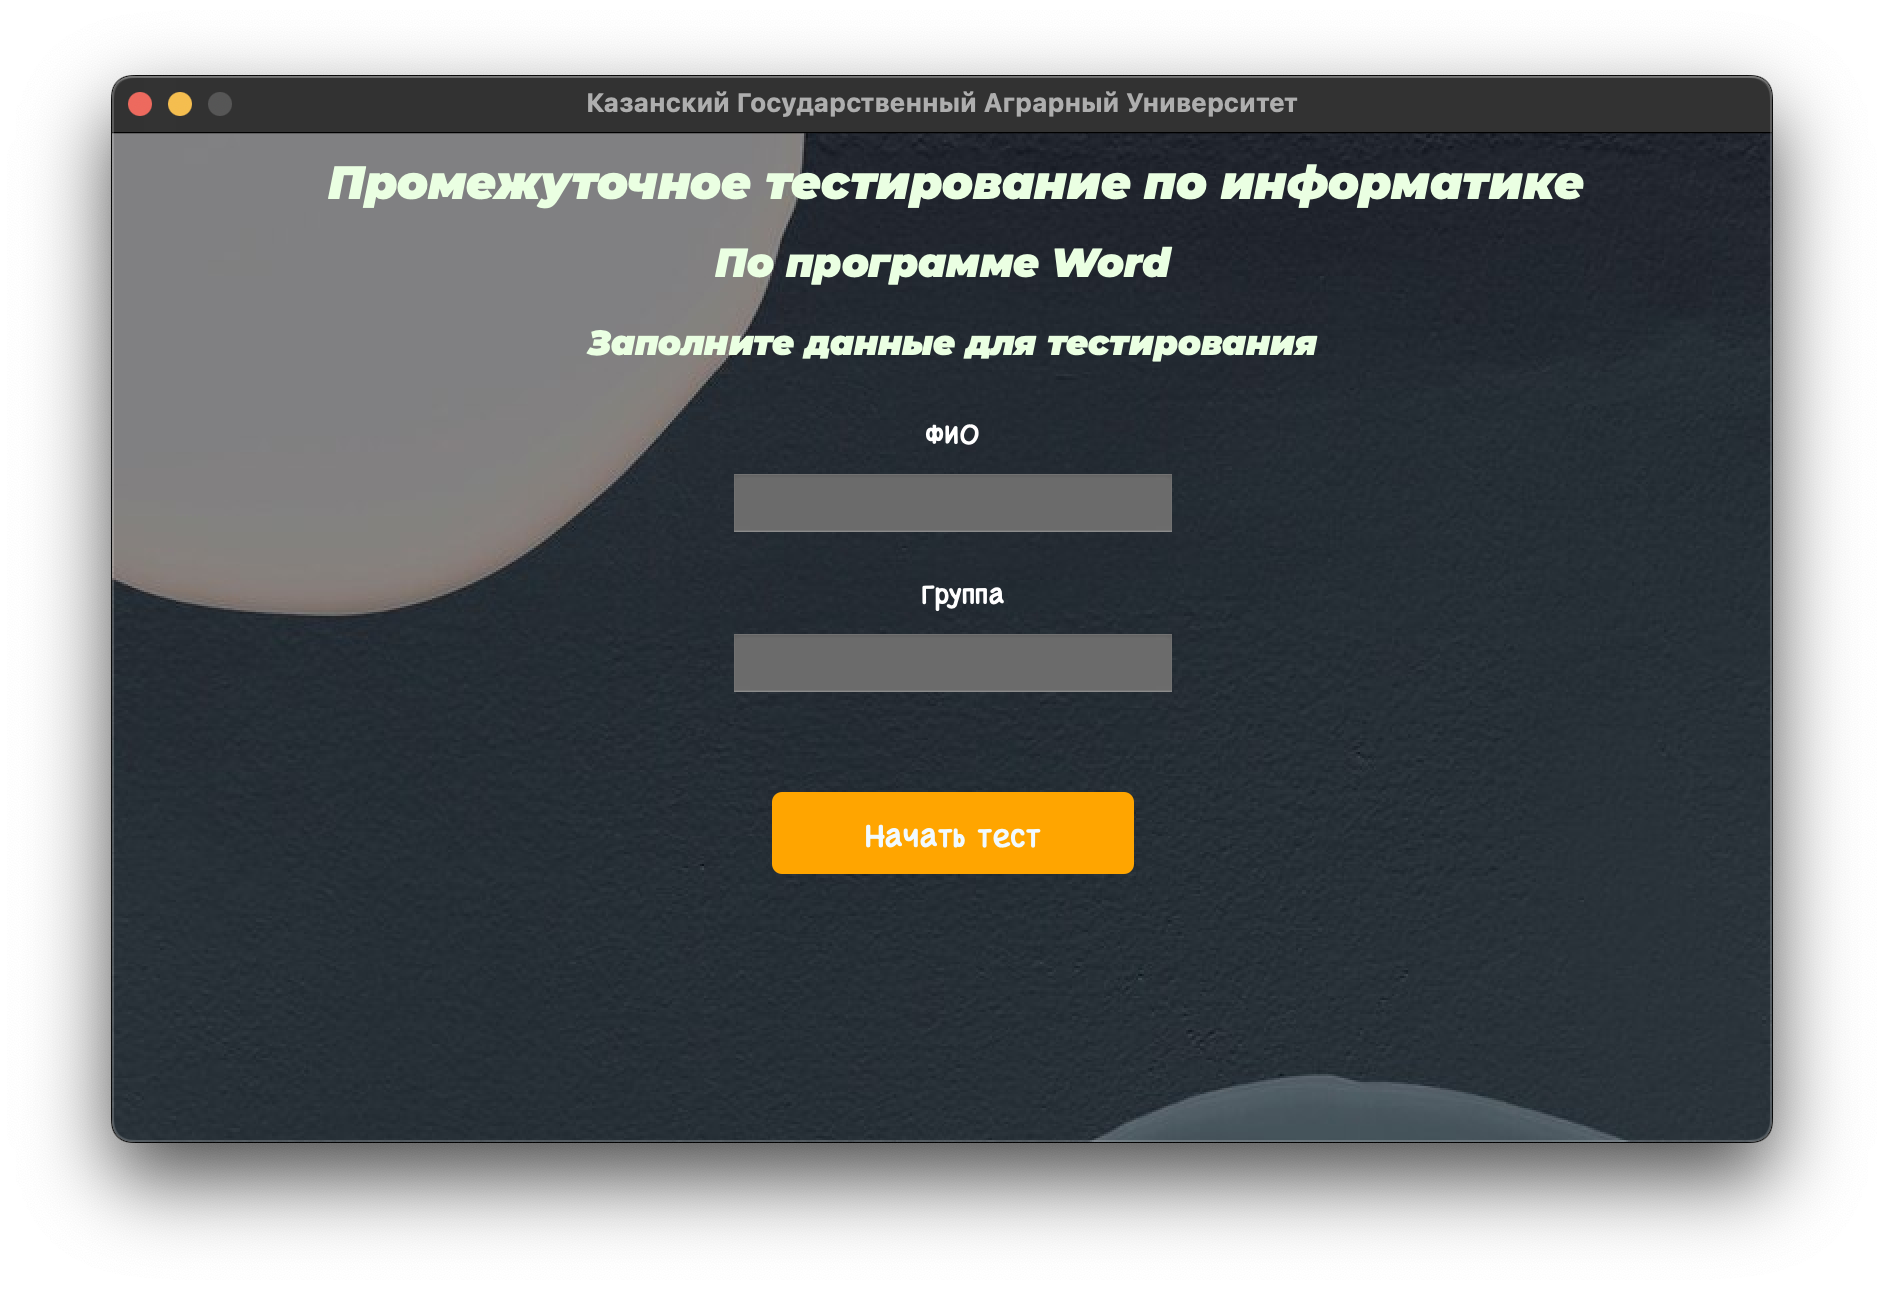 Казанский Государственный Аграрный Университет
Промежуточное тестирование по информатике
По программе Word
Заполните данные для тестирования
ФИО
Группа
Начать тест